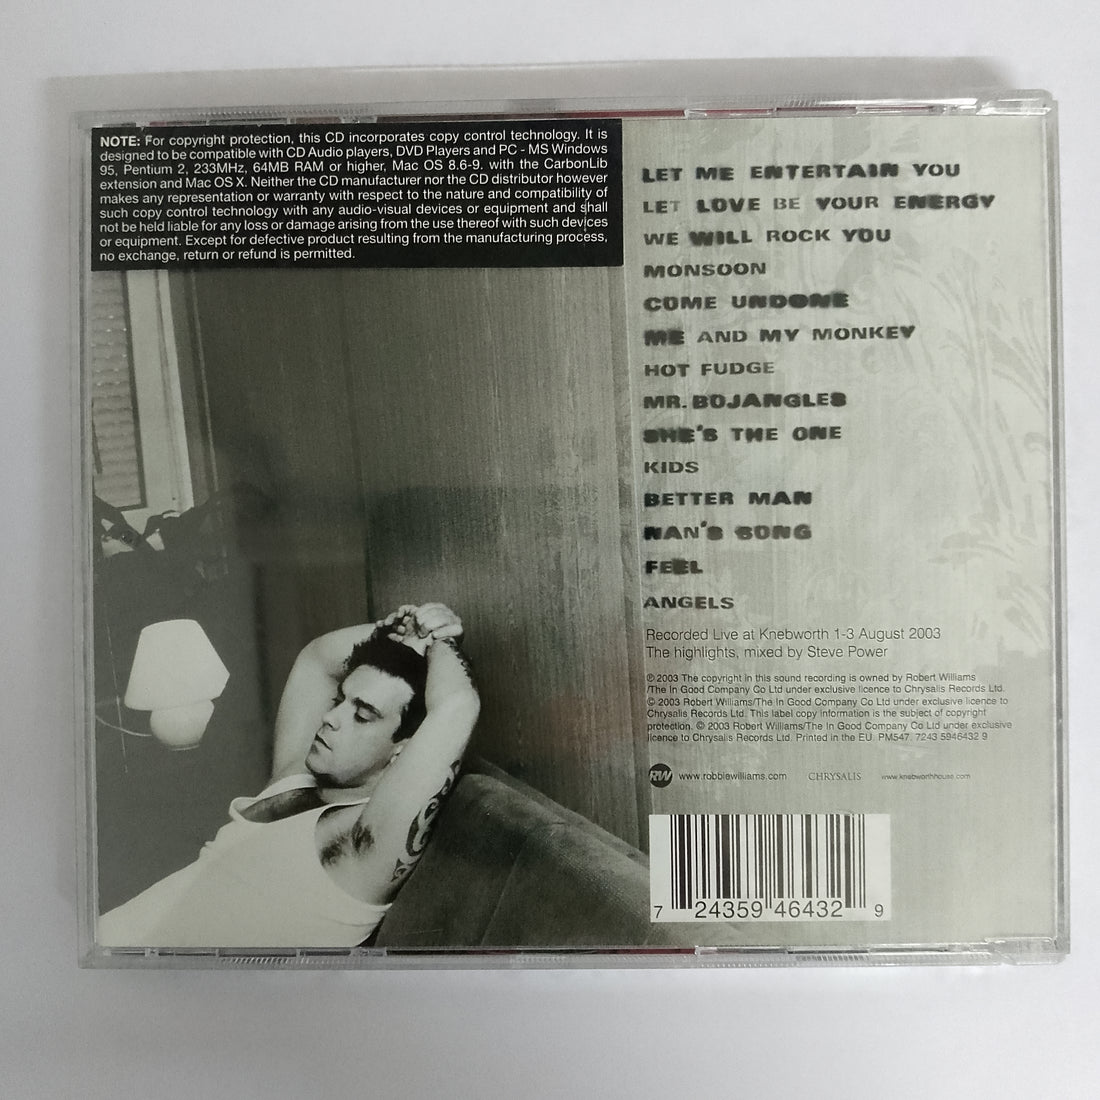 NOTE: For copyright protection, this CD incorporates copy control technology. It is
designed to be compatible with CD Audio players, DVD Players and PC - MS Windows
95, Pentium 2, 233MHz, 64MB RAM or higher, Mac OS 8.6-9. with the CarbonLib
extension and Mac OS X. Neither the CD manufacturer nor the CD distributor however
makes any representation or warranty with respect to the nature and compatibility of
such copy control technology with any audio-visual devices or equipment and shall
not be held liable for any loss or damage arising from the use thereof with such devices
or equipment. Except for defective product resulting from the manufacturing process,
no exchange, return or refund is permitted.
LET ME ENTERTAIN YOU
LET LOVE BE YOUR ENERGY
WE WILL ROCK YOU
MONSOON
COME UNDONE
ME AND MY MONKEY
HOT FUDGE
MR. BOJANGLES
SHE'S THE ONE
KIDS
BETTER MAN
NAN'S SONG
FEEL
ANGELS
Recorded Live at Knebworth 1-3 August 2003
The highlights, mixed by Steve Power
℗ 2003 The copyright in this sound recording is owned by Robert Williams
/The In Good Company Co Ltd under exclusive licence to Chrysalis Records Ltd.
© 2003 Robert Williams/The In Good Company Co Ltd under exclusive licence to
Chrysalis Records Ltd. This label copy information is the subject of copyright
protection. © 2003 Robert Williams/The In Good Company Co Ltd under exclusive
licence to Chrysalis Records Ltd. Printed in the EU. PM547. 7243 5946432 9
RW www.robbiewilliams.com CHRYSALIS www.knebworthhouse.com
7 24359 46432 9